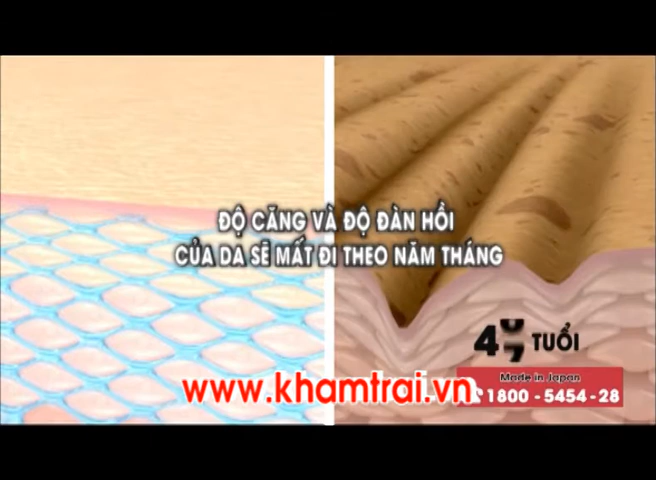 ĐỘ CĂNG VÀ ĐỘ ĐÀN HỒI
CỦA DA SẼ MẤT ĐI THEO NĂM THÁNG
4 TUỔI
Made in Japan
www.khamtrai.vn
1800 - 5454 - 28